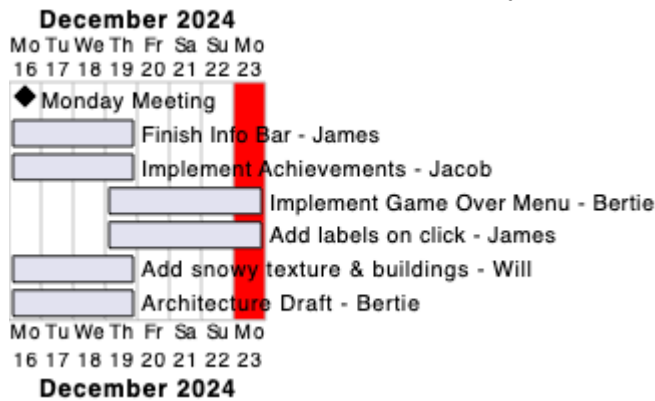 December 2024
Mo Tu We Th Fr Sa Su Mo
16 17 18 19 20 21 22 23
Monday Meeting
Finish Info Bar - James
Implement Achievements - Jacob
Implement Game Over Menu - Bertie
Add labels on click - James
Add snowy texture & buildings - Will
Architecture Draft - Bertie
Mo Tu We Th Fr Sa Su Mo
16 17 18 19 20 21 22 23
December 2024